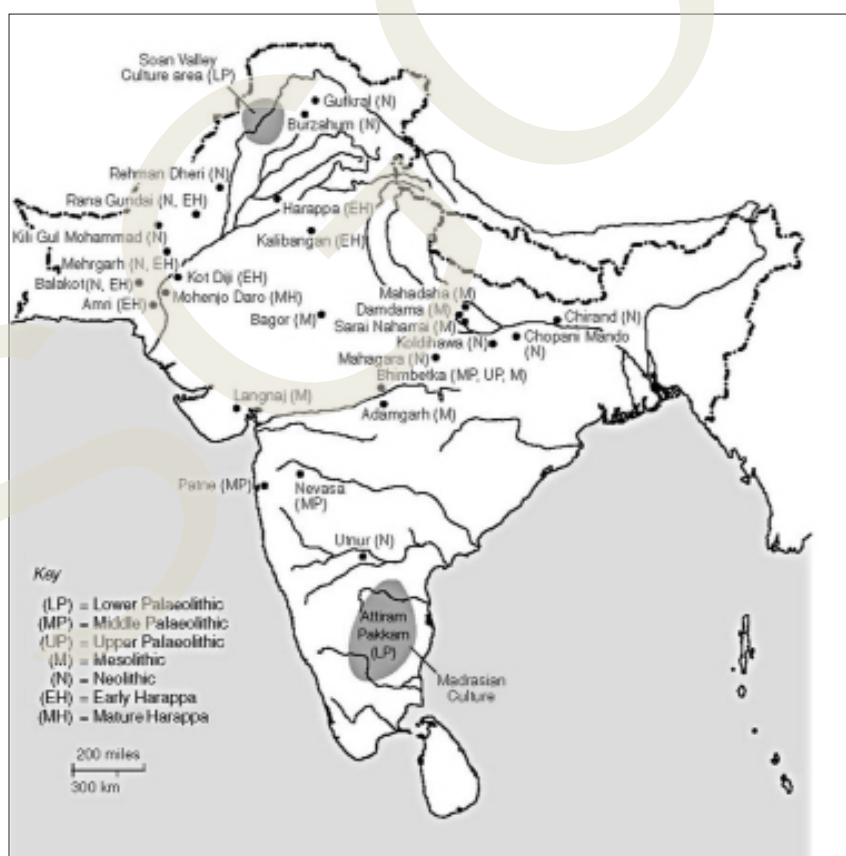 Soan Valley
Culture area (LP)
Gufkral (N)
Burzahum (N)
Rehman Dheri (N)
Rana Gundai (N, EH)
Harappa (EH)
Kili Gul Mohammad (N)
Kalibangan (EH)
Mehrgarh (N, EH)
Kot Diji (EH)
Balakot(N, EH)
Mohenjo Daro (MH)
Amri (EH)
Bagor (M)
Mahadaha (M)
Damdama (M)
Sarai Naharrai (M)
Chirand (N)
Koldihawa (N)
Chopani Mando
(N)
Mahagara (N)
Bhimbetka (MP, UP, M)
Langnaj (M)
Adamgarh (M)
Patne (MP)
Nevasa
(MP)
Utnur (N)
Key
(LP) = Lower Palaeolithic
(MP) = Middle Palaeolithic
(UP) = Upper Palaeolithic
(M) = Mesolithic
(N) = Neolithic
(EH) = Early Harappa
(MH) = Mature Harappa
Attiram
Pakkam
(LP)
Madrasian
Culture
200 miles
300 km